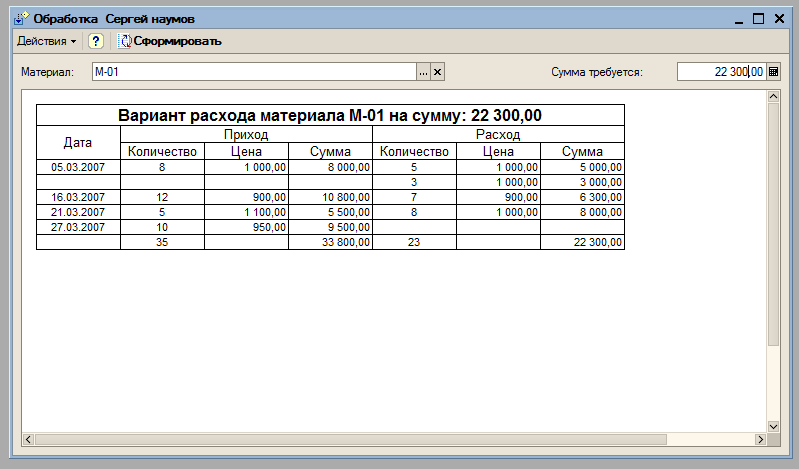 Обработка Сергей наумов
Действия ? Сформировать
Материал: М-01 ... Сумма требуется: 22 300,00
Вариант расхода материала М-01 на сумму: 22 300,00
Дата Приход Расход
Количество Цена Сумма Количество Цена Сумма
05.03.2007 8 1 000,00 8 000,00 5 1 000,00 5 000,00
3 1 000,00 3 000,00
16.03.2007 12 900,00 10 800,00 7 900,00 6 300,00
21.03.2007 5 1 100,00 5 500,00 8 1 000,00 8 000,00
27.03.2007 10 950,00 9 500,00
35 33 800,00 23 22 300,00